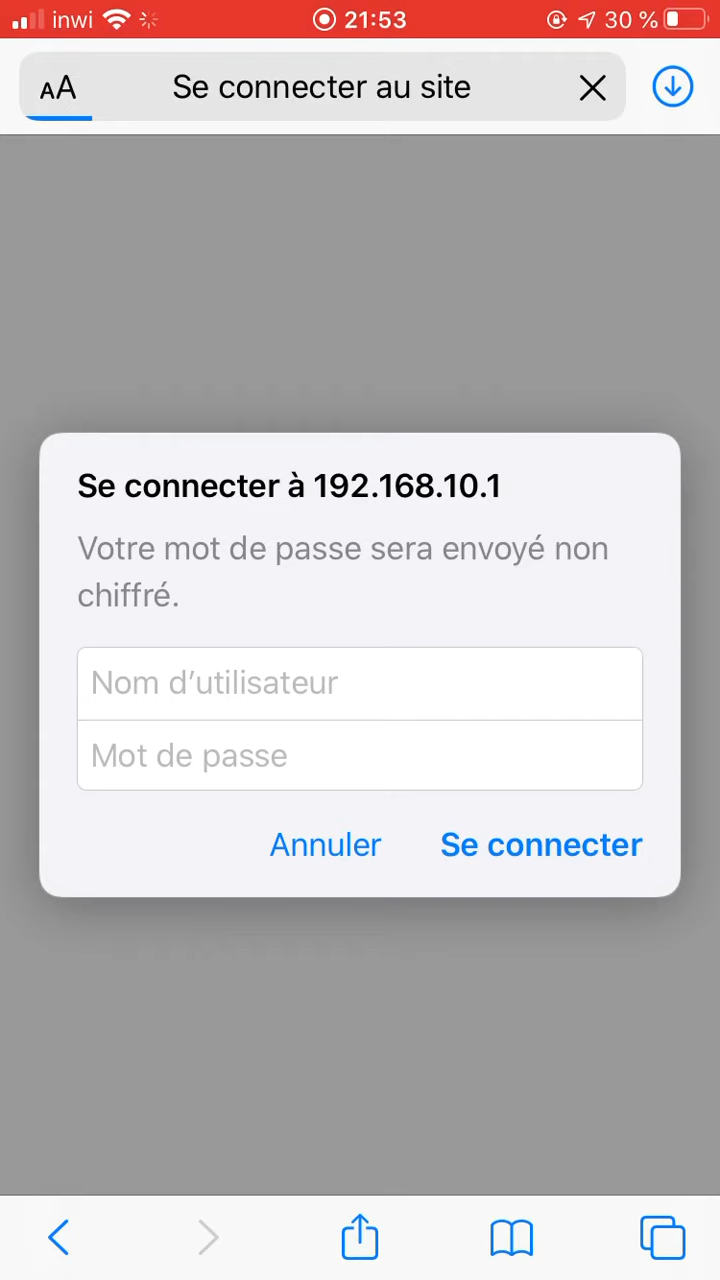 inwi 21:53 30 %
AA Se connecter au site
Se connecter à 192.168.10.1
Votre mot de passe sera envoyé non
chiffré.
Nom d’utilisateur
Mot de passe
Annuler Se connecter